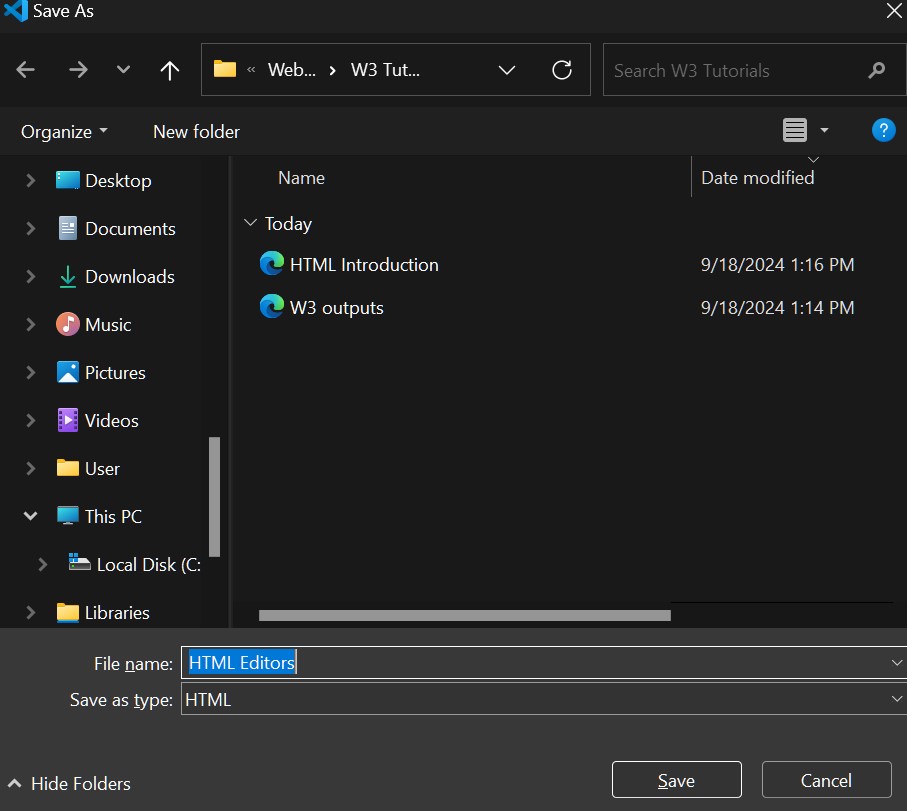 Save As
« Web... › W3 Tut...
Search W3 Tutorials
Organize
New folder
?
Desktop
Documents
Downloads
Music
Pictures
Videos
User
This PC
Local Disk (C:
Libraries
Name
Date modified
Today
HTML Introduction 9/18/2024 1:16 PM
W3 outputs 9/18/2024 1:14 PM
File name: HTML Editors
Save as type: HTML
Hide Folders
Save
Cancel